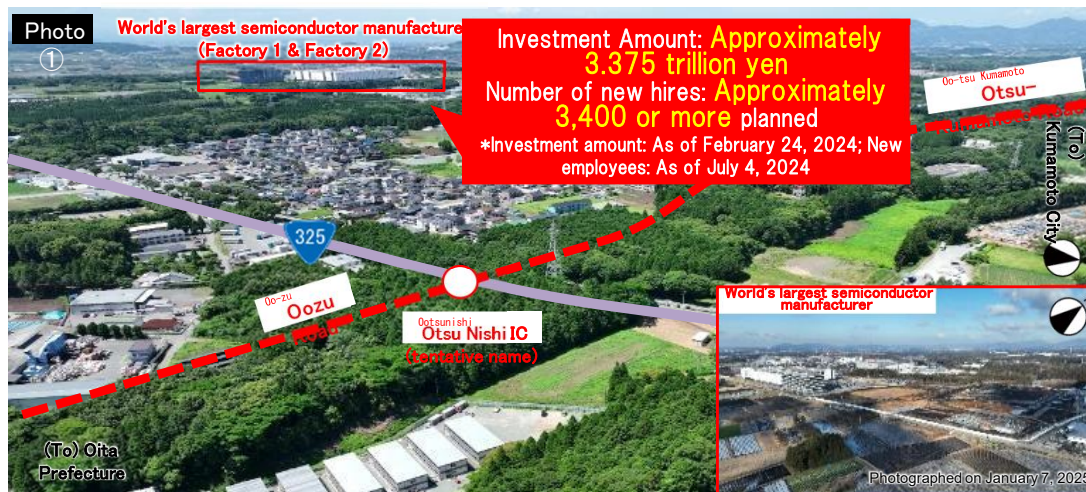 Photo
①
World's largest semiconductor manufacture
(Factory 1 & Factory 2)
Investment Amount: Approximately
3.375 trillion yen
Number of new hires: Approximately
3,400 or more planned
*Investment amount: As of February 24, 2024; New
employees: As of July 4, 2024
Oo-tsu Kumamoto
Otsu-
Kumamoto Road
(To)
Kumamoto City
325
Oo-zu
Oozu
Road
Ootsunishi
Otsu Nishi IC
(tentative name)
(To) Oita
Prefecture
World's largest semiconductor
manufacturer
Photographed on January 7, 2025